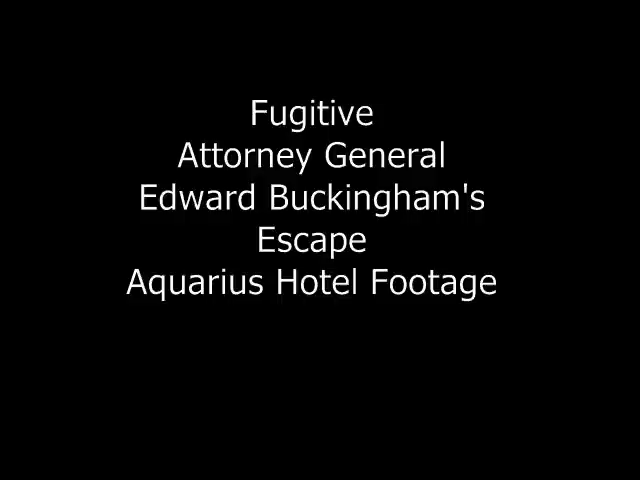 Fugitive
Attorney General
Edward Buckingham's
Escape
Aquarius Hotel Footage